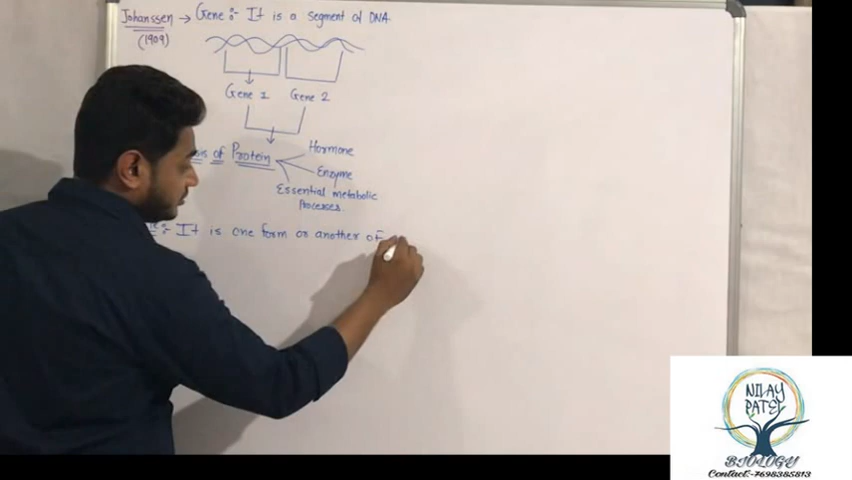 Johanssen → Gene :- It is a segment of DNA.
(1909)
Gene 1 Gene 2
of Protein
Hormone
Enzyme
Essential metabolic
Processes.
:- It is one form or another of
NILAY
PATEL
BIOLOGY
Contact:-7698385813